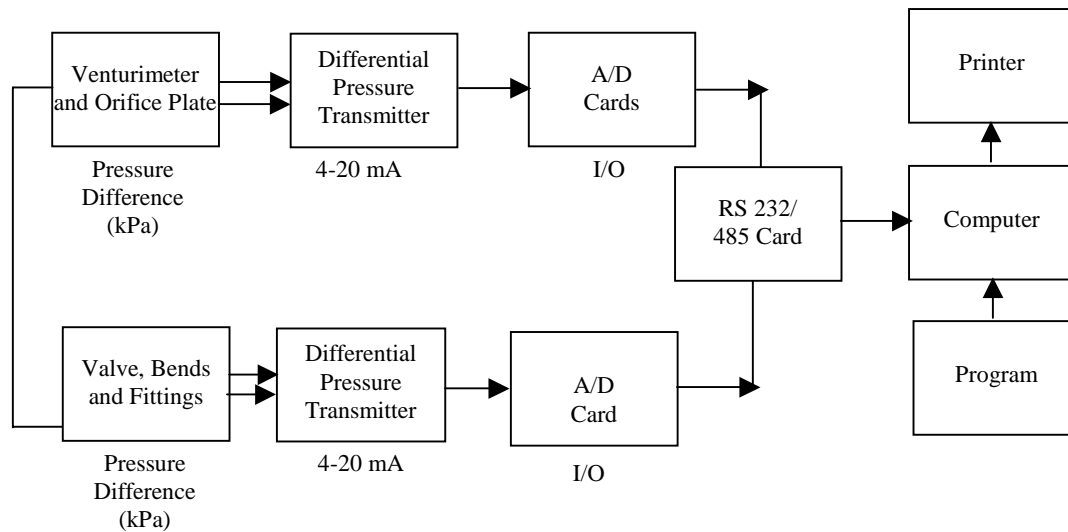 Venturimeter
and Orifice Plate
Pressure
Difference
(kPa)
Differential
Pressure
Transmitter
4-20 mA
A/D
Cards
I/O
RS 232/
485 Card
Printer
Computer
Program
Valve, Bends
and Fittings
Pressure
Difference
(kPa)
Differential
Pressure
Transmitter
4-20 mA
A/D
Card
I/O